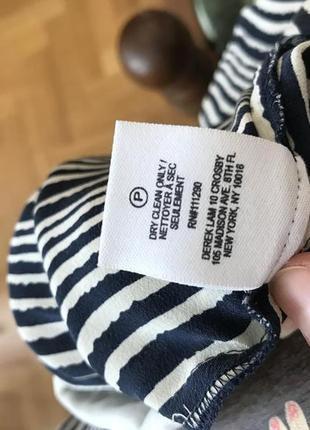 P
DRY CLEAN ONLY/
NETTOYER A SEC
SEULEMENT
RN#111290
DEREK LAM 10 CROSBY
105 MADISON AVE. 8TH FL
NEW YORK, NY 10016